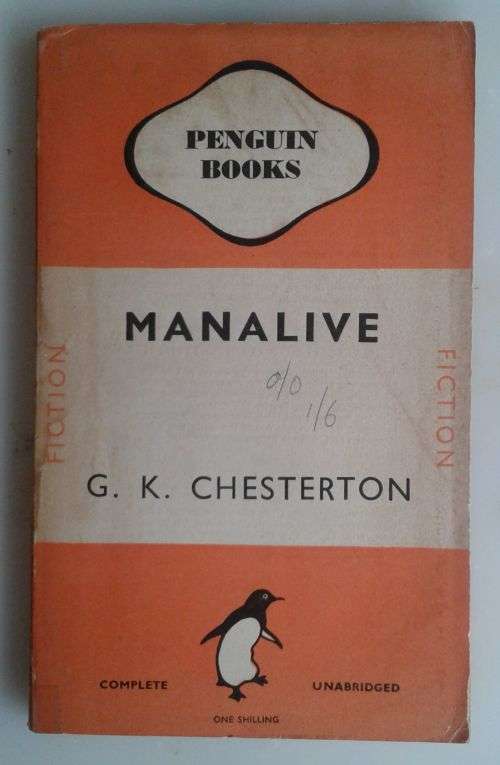 PENGUIN
BOOKS
MANALIVE
FICTION
FICTION
1/6
G. K. CHESTERTON
COMPLETE
UNABRIDGED
ONE SHILLING